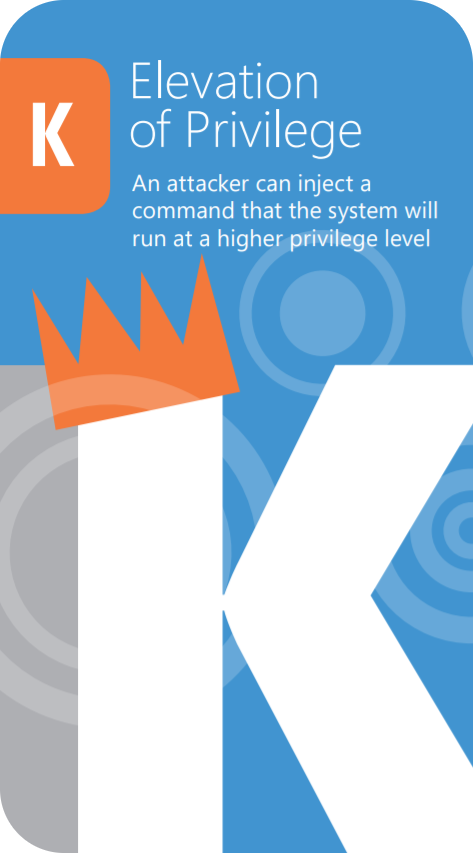 K
Elevation
of Privilege
An attacker can inject a
command that the system will
run at a higher privilege level
K